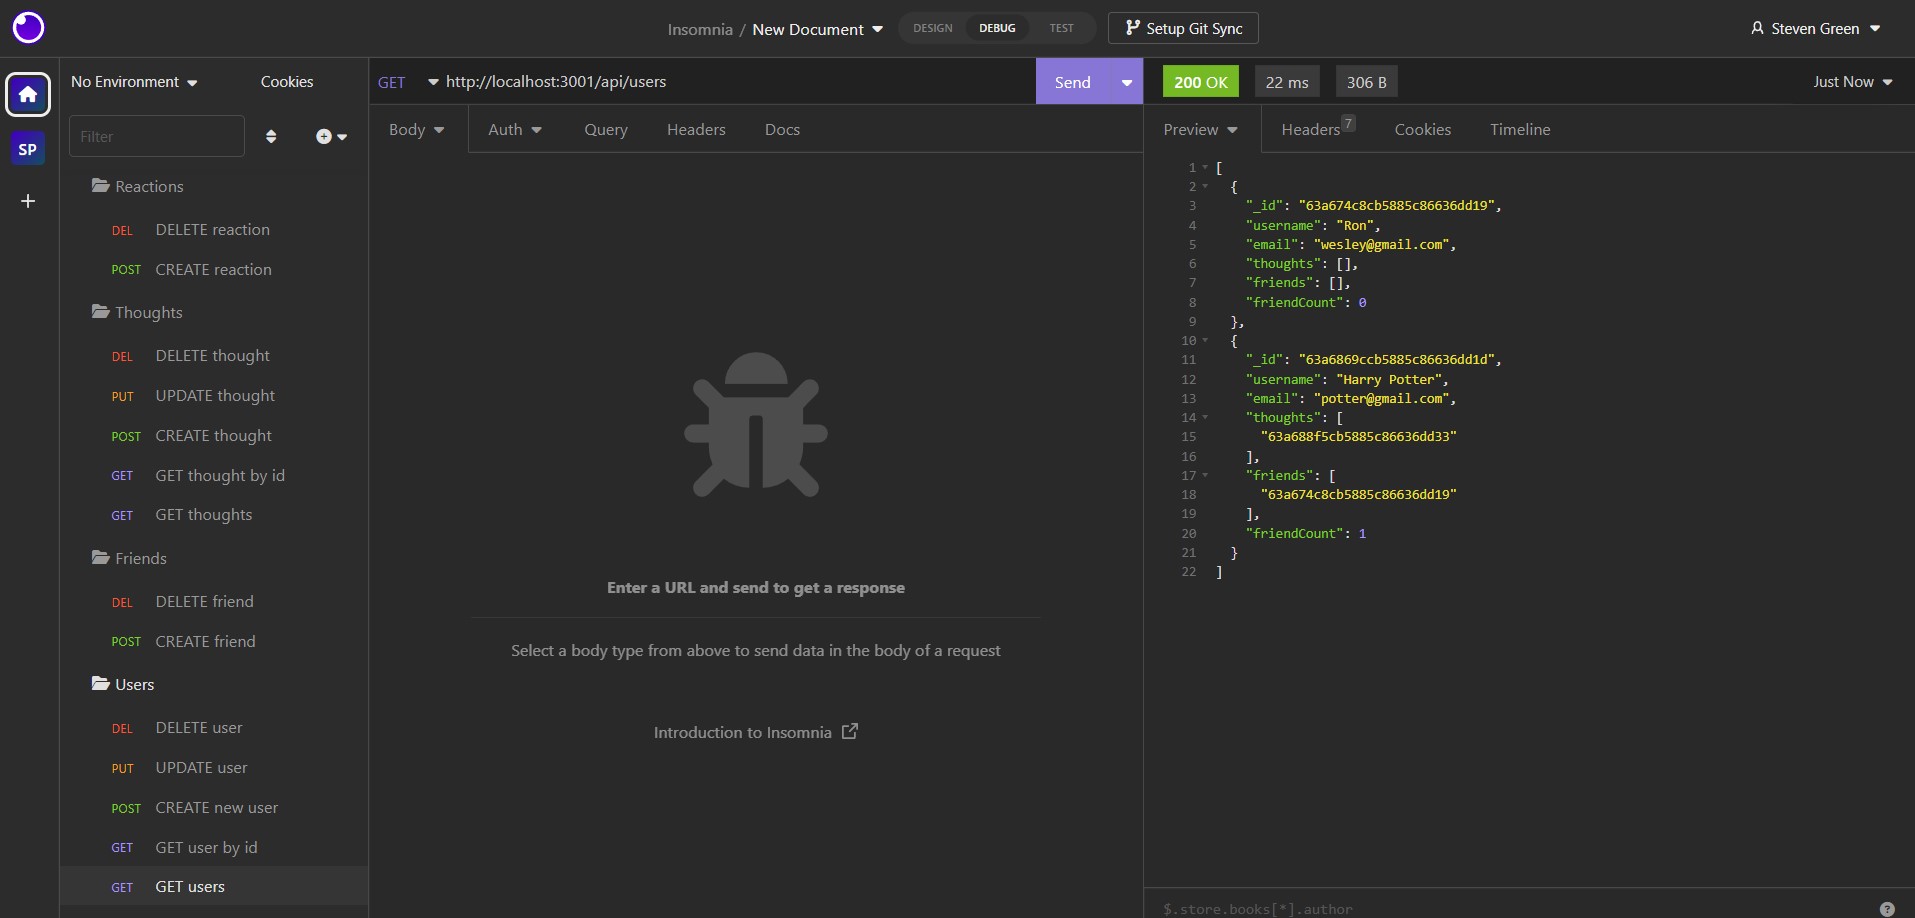 Insomnia / New Document
DESIGN DEBUG TEST
Setup Git Sync
Steven Green
SP
No Environment
Cookies
Filter
Reactions
DEL DELETE reaction
POST CREATE reaction
Thoughts
DEL DELETE thought
PUT UPDATE thought
POST CREATE thought
GET GET thought by id
GET GET thoughts
Friends
DEL DELETE friend
POST CREATE friend
Users
DEL DELETE user
PUT UPDATE user
POST CREATE new user
GET GET user by id
GET GET users
GET http://localhost:3001/api/users
Send
Body Auth Query Headers Docs
Enter a URL and send to get a response
Select a body type from above to send data in the body of a request
Introduction to Insomnia
200 OK 22 ms 306 B Just Now
Preview Headers 7 Cookies Timeline
1 [
2 {
3 "_id": "63a674c8cb5885c86636dd19",
4 "username": "Ron",
5 "email": "wesley@gmail.com",
6 "thoughts": [],
7 "friends": [],
8 "friendCount": 0
9 },
10 {
11 "_id": "63a6869ccb5885c86636dd1d",
12 "username": "Harry Potter",
13 "email": "potter@gmail.com",
14 "thoughts": [
15 "63a688f5cb5885c86636dd33"
16 ],
17 "friends": [
18 "63a674c8cb5885c86636dd19"
19 ],
20 "friendCount": 1
21 }
22 ]
$.store.books[*].author
?